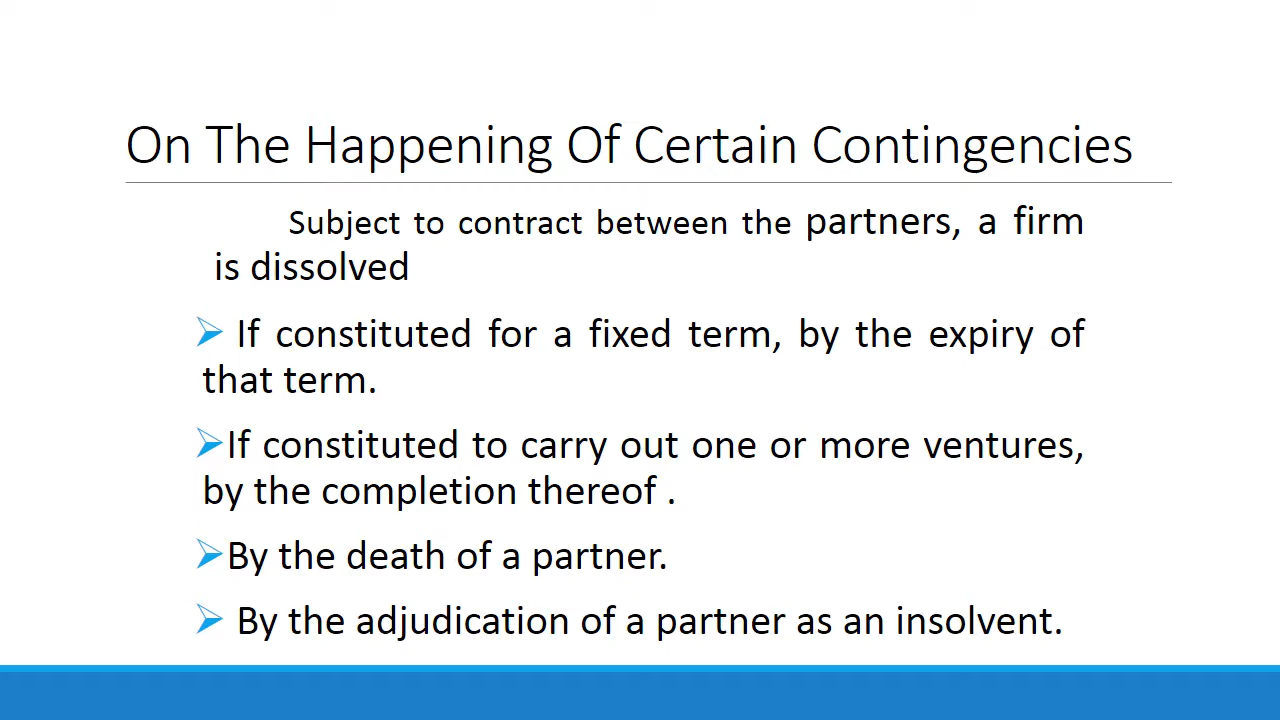 On The Happening Of Certain Contingencies
Subject to contract between the partners, a firm
is dissolved
If constituted for a fixed term, by the expiry of
that term.
If constituted to carry out one or more ventures,
by the completion thereof .
By the death of a partner.
By the adjudication of a partner as an insolvent.